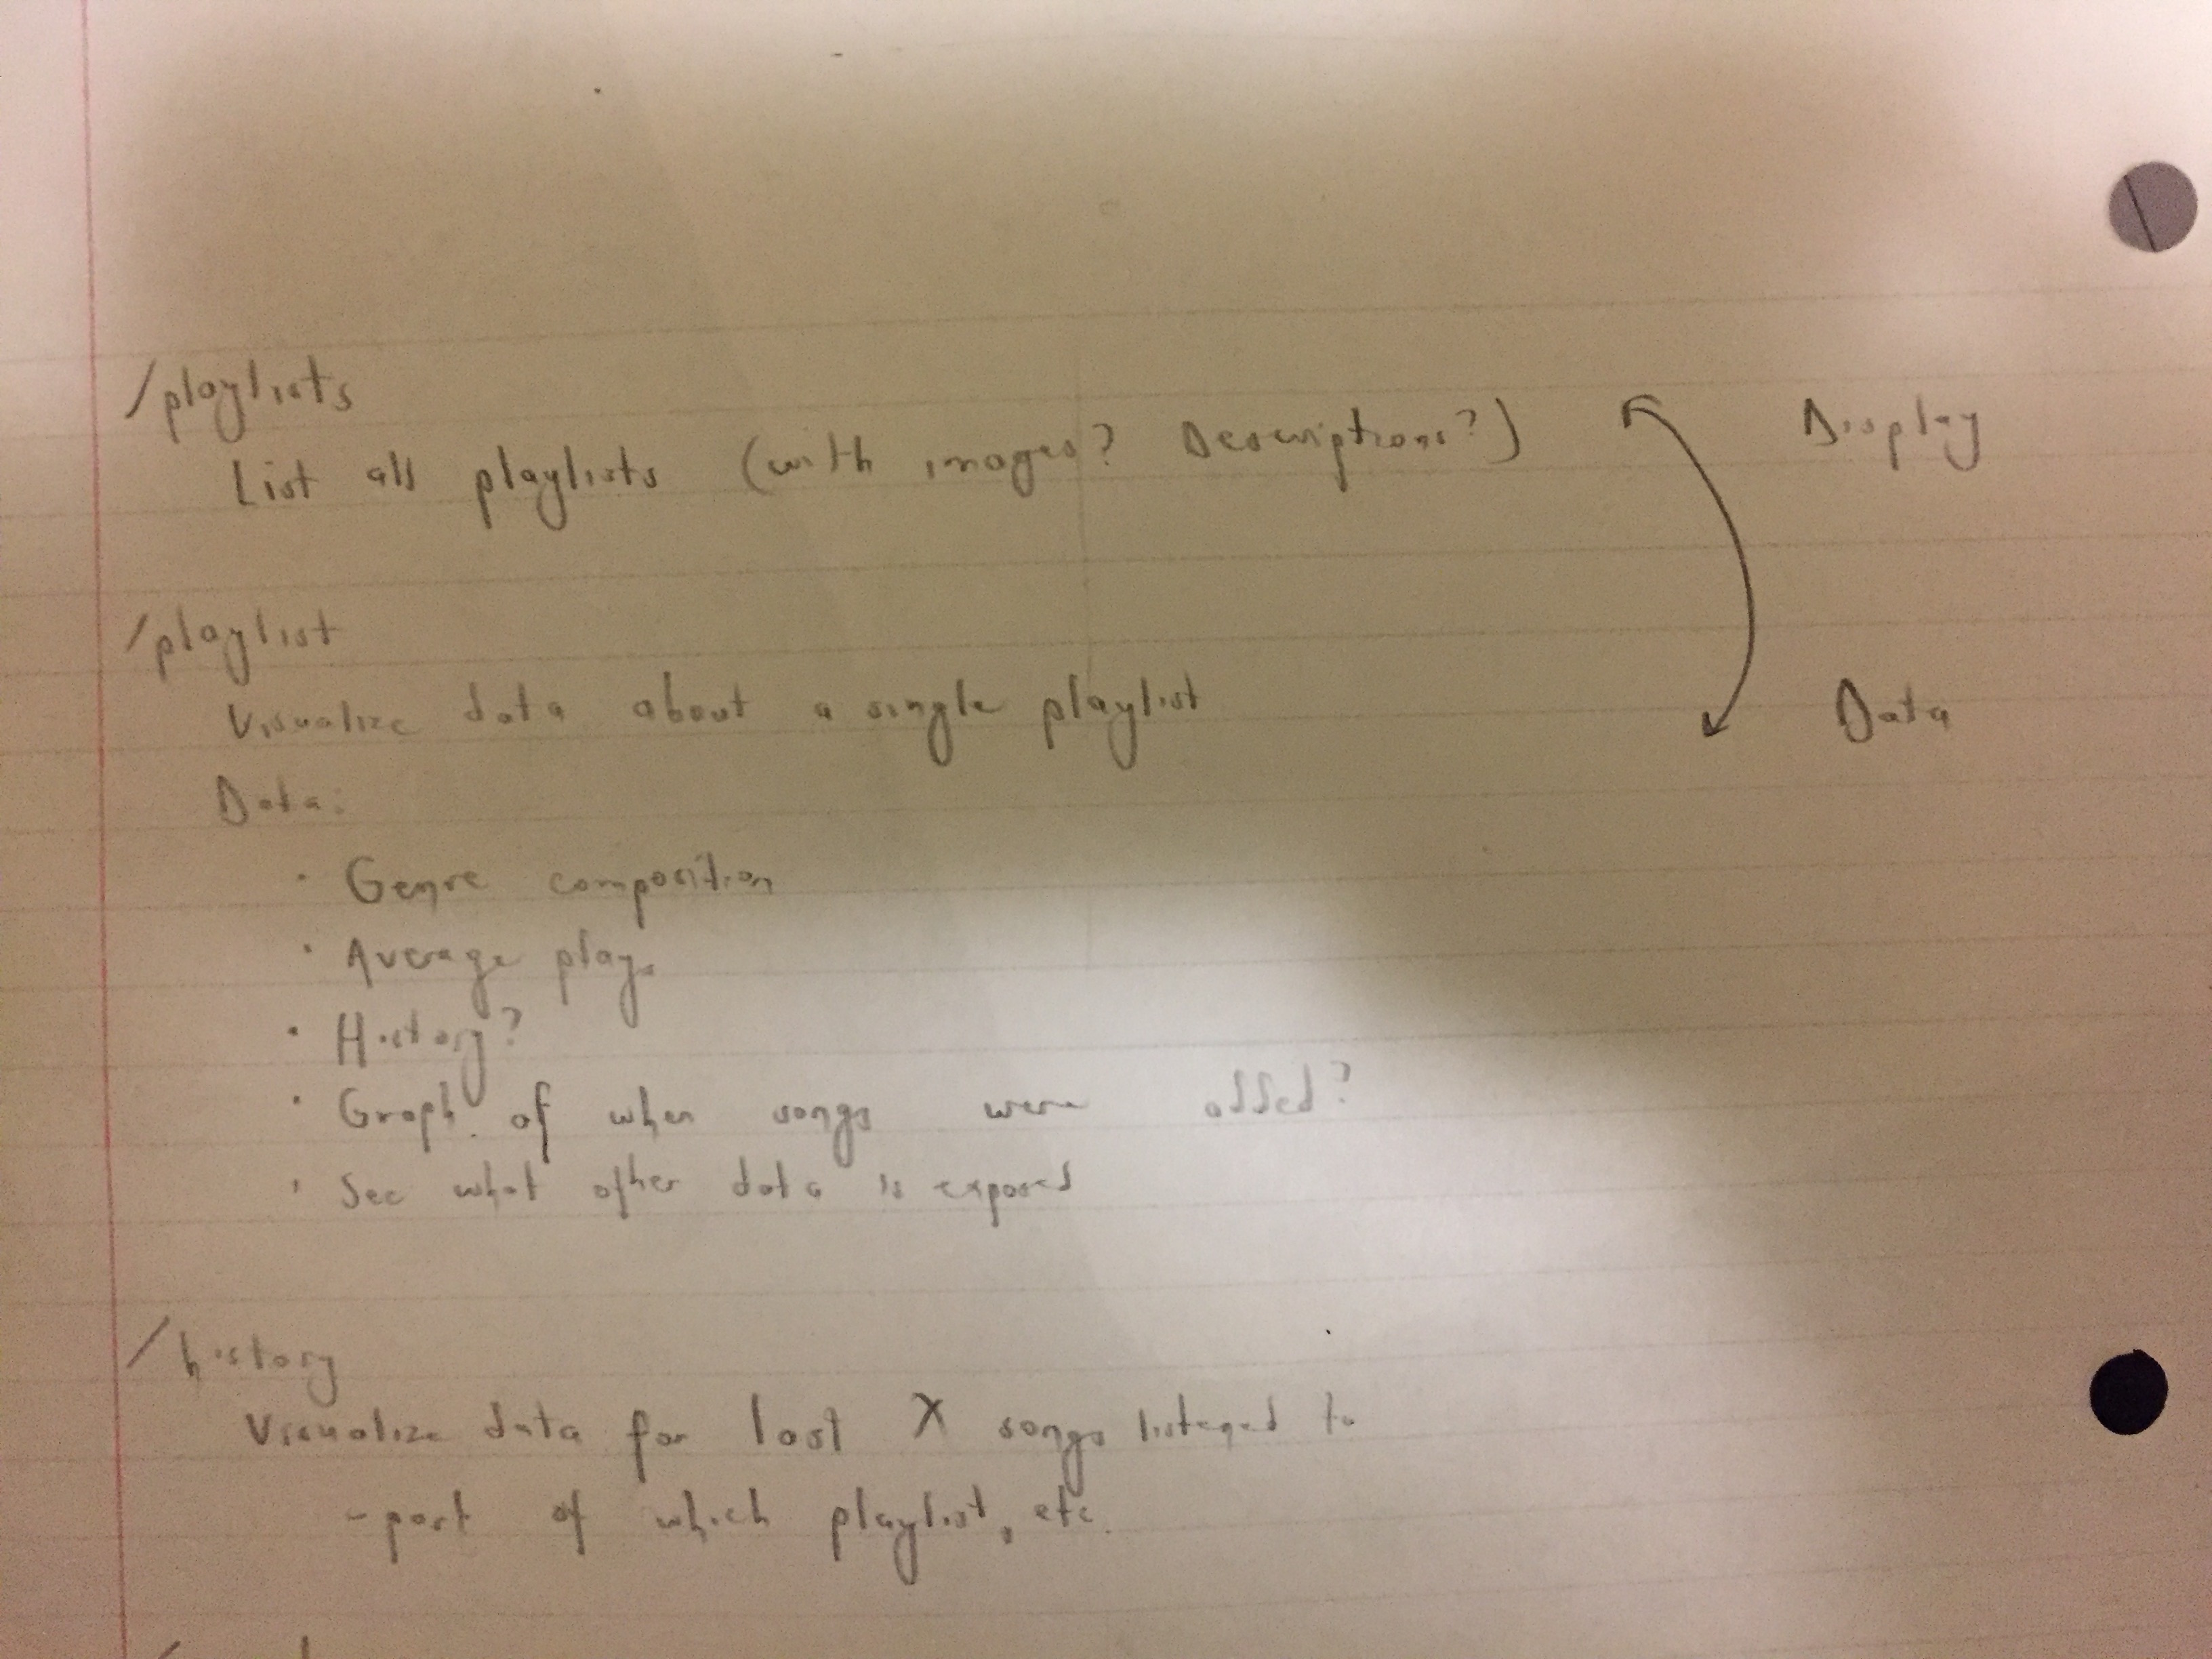 /playlists
List all playlists (with images? Descriptions?) Display
/playlist
Visualize data about a single playlist Data
Data:
· Genre composition
· Average plays
· History?
· Graph of when songs were added?
· See what other data is exposed
/history
Visualize data for last X songs listened to
- part of which playlist, etc.